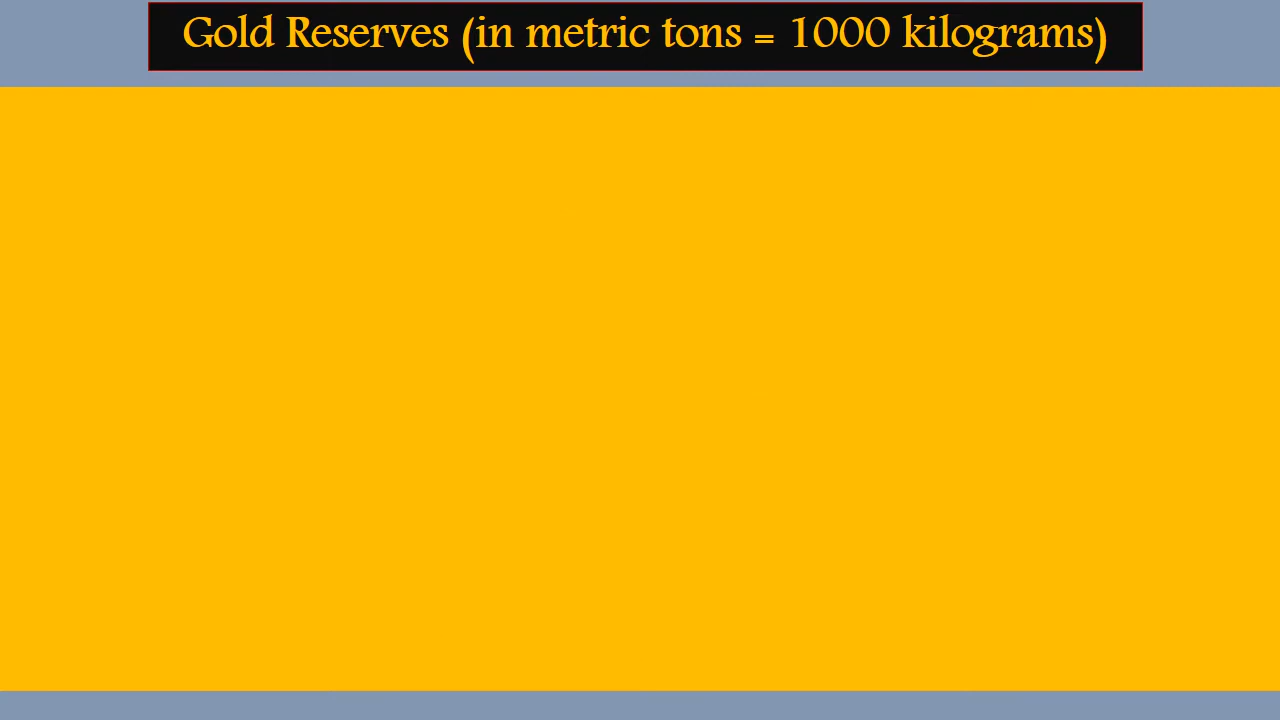 Gold Reserves (in metric tons = 1000 kilograms)